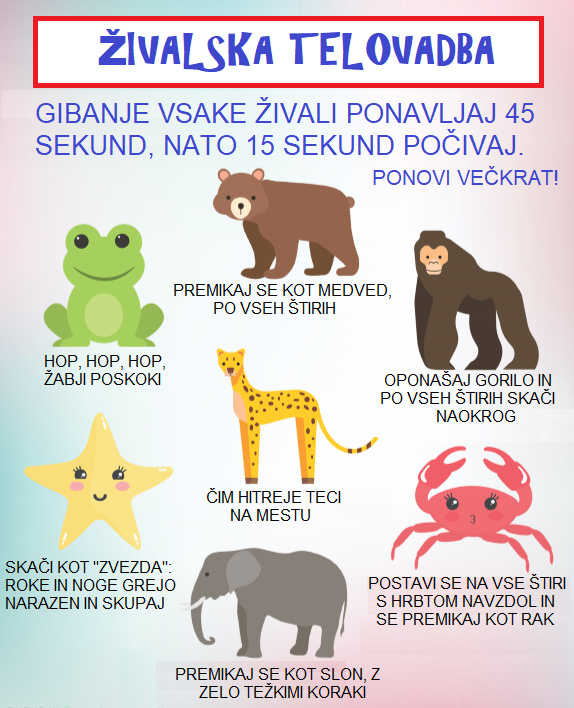 ŽIVALSKA TELOVADBA
GIBANJE VSAKE ŽIVALI PONAVLJAJ 45
SEKUND, NATO 15 SEKUND POČIVAJ.
PONOVI VEČKRAT!
PREMIKAJ SE KOT MEDVED,
PO VSEH ŠTIRIH
HOP, HOP, HOP,
ŽABJI POSKOKI
OPONAŠAJ GORILO IN
PO VSEH ŠTIRIH SKAČI
NAOKROG
ČIM HITREJE TECI
NA MESTU
SKAČI KOT "ZVEZDA":
ROKE IN NOGE GREJO
NARAZEN IN SKUPAJ
POSTAVI SE NA VSE ŠTIRI
S HRBTOM NAVZDOL IN
SE PREMIKAJ KOT RAK
PREMIKAJ SE KOT SLON, Z
ZELO TEŽKIMI KORAKI